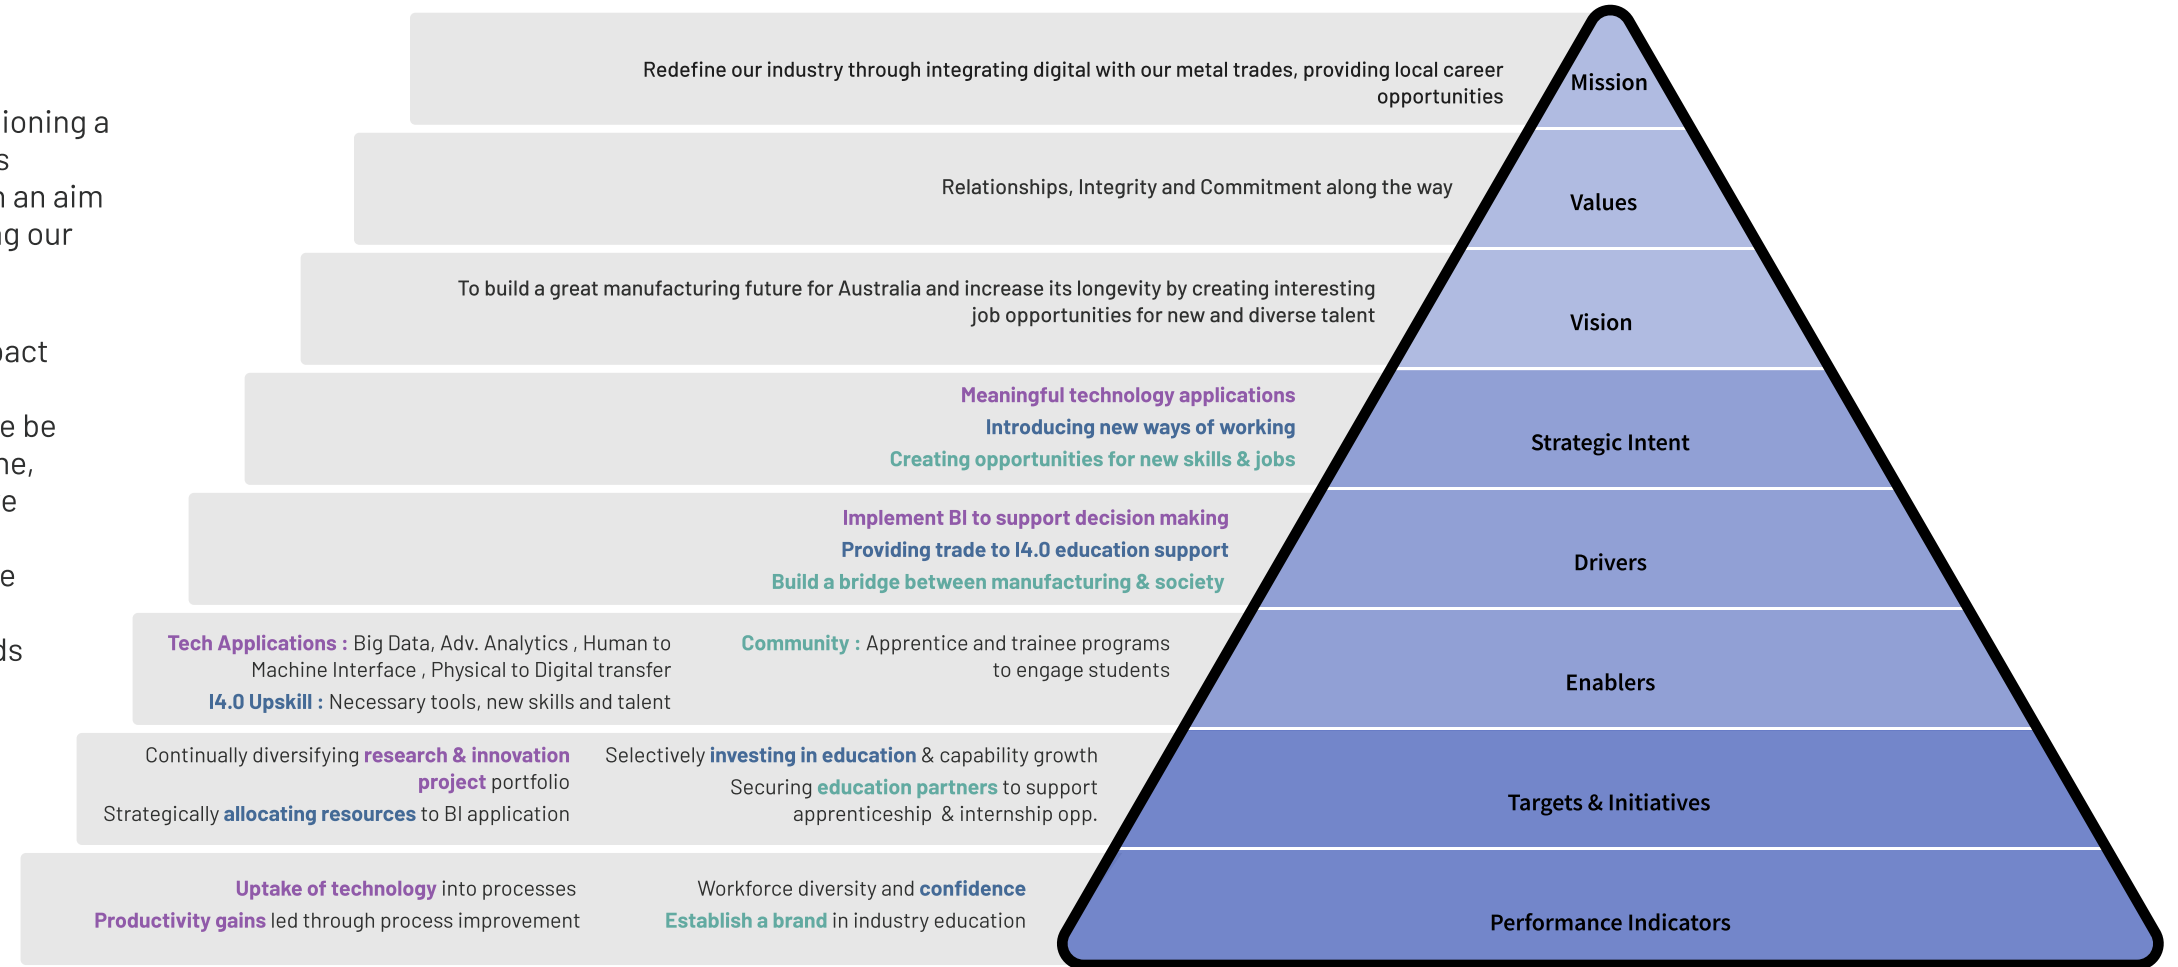 ioning a
s
an aim
g our
pact
e be
ne,
e
e
ds
Redefine our industry through integrating digital with our metal trades, providing local career
opportunities
Mission
Relationships, Integrity and Commitment along the way
Values
To build a great manufacturing future for Australia and increase its longevity by creating interesting
job opportunities for new and diverse talent
Vision
Meaningful technology applications
Introducing new ways of working
Creating opportunities for new skills & jobs
Strategic Intent
Implement BI to support decision making
Providing trade to I4.0 education support
Build a bridge between manufacturing & society
Drivers
Tech Applications : Big Data, Adv. Analytics , Human to
Machine Interface , Physical to Digital transfer
I4.0 Upskill : Necessary tools, new skills and talent
Community : Apprentice and trainee programs
to engage students
Enablers
Continually diversifying research & innovation
project portfolio
Strategically allocating resources to BI application
Selectively investing in education & capability growth
Securing education partners to support
apprenticeship & internship opp.
Targets & Initiatives
Uptake of technology into processes
Productivity gains led through process improvement
Workforce diversity and confidence
Establish a brand in industry education
Performance Indicators